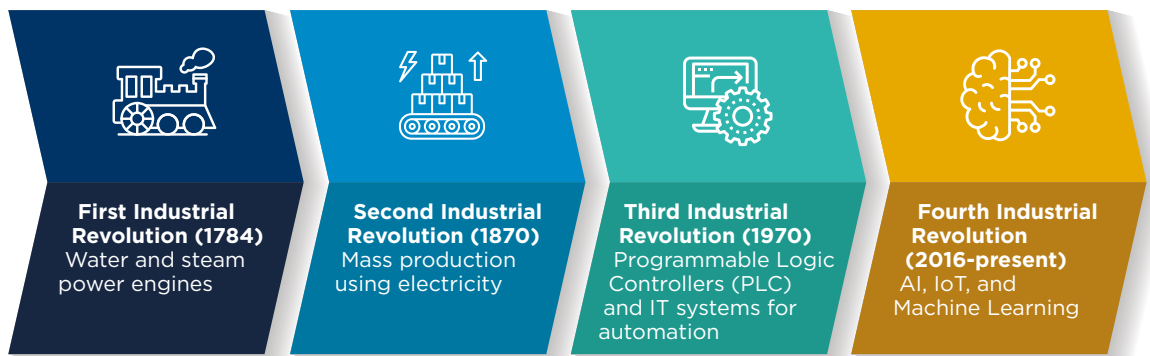 First Industrial
Revolution (1784)
Water and steam
power engines
Second Industrial
Revolution (1870)
Mass production
using electricity
Third Industrial
Revolution (1970)
Programmable Logic
Controllers (PLC)
and IT systems for
automation
Fourth Industrial
Revolution
(2016-present)
AI, IoT, and
Machine Learning